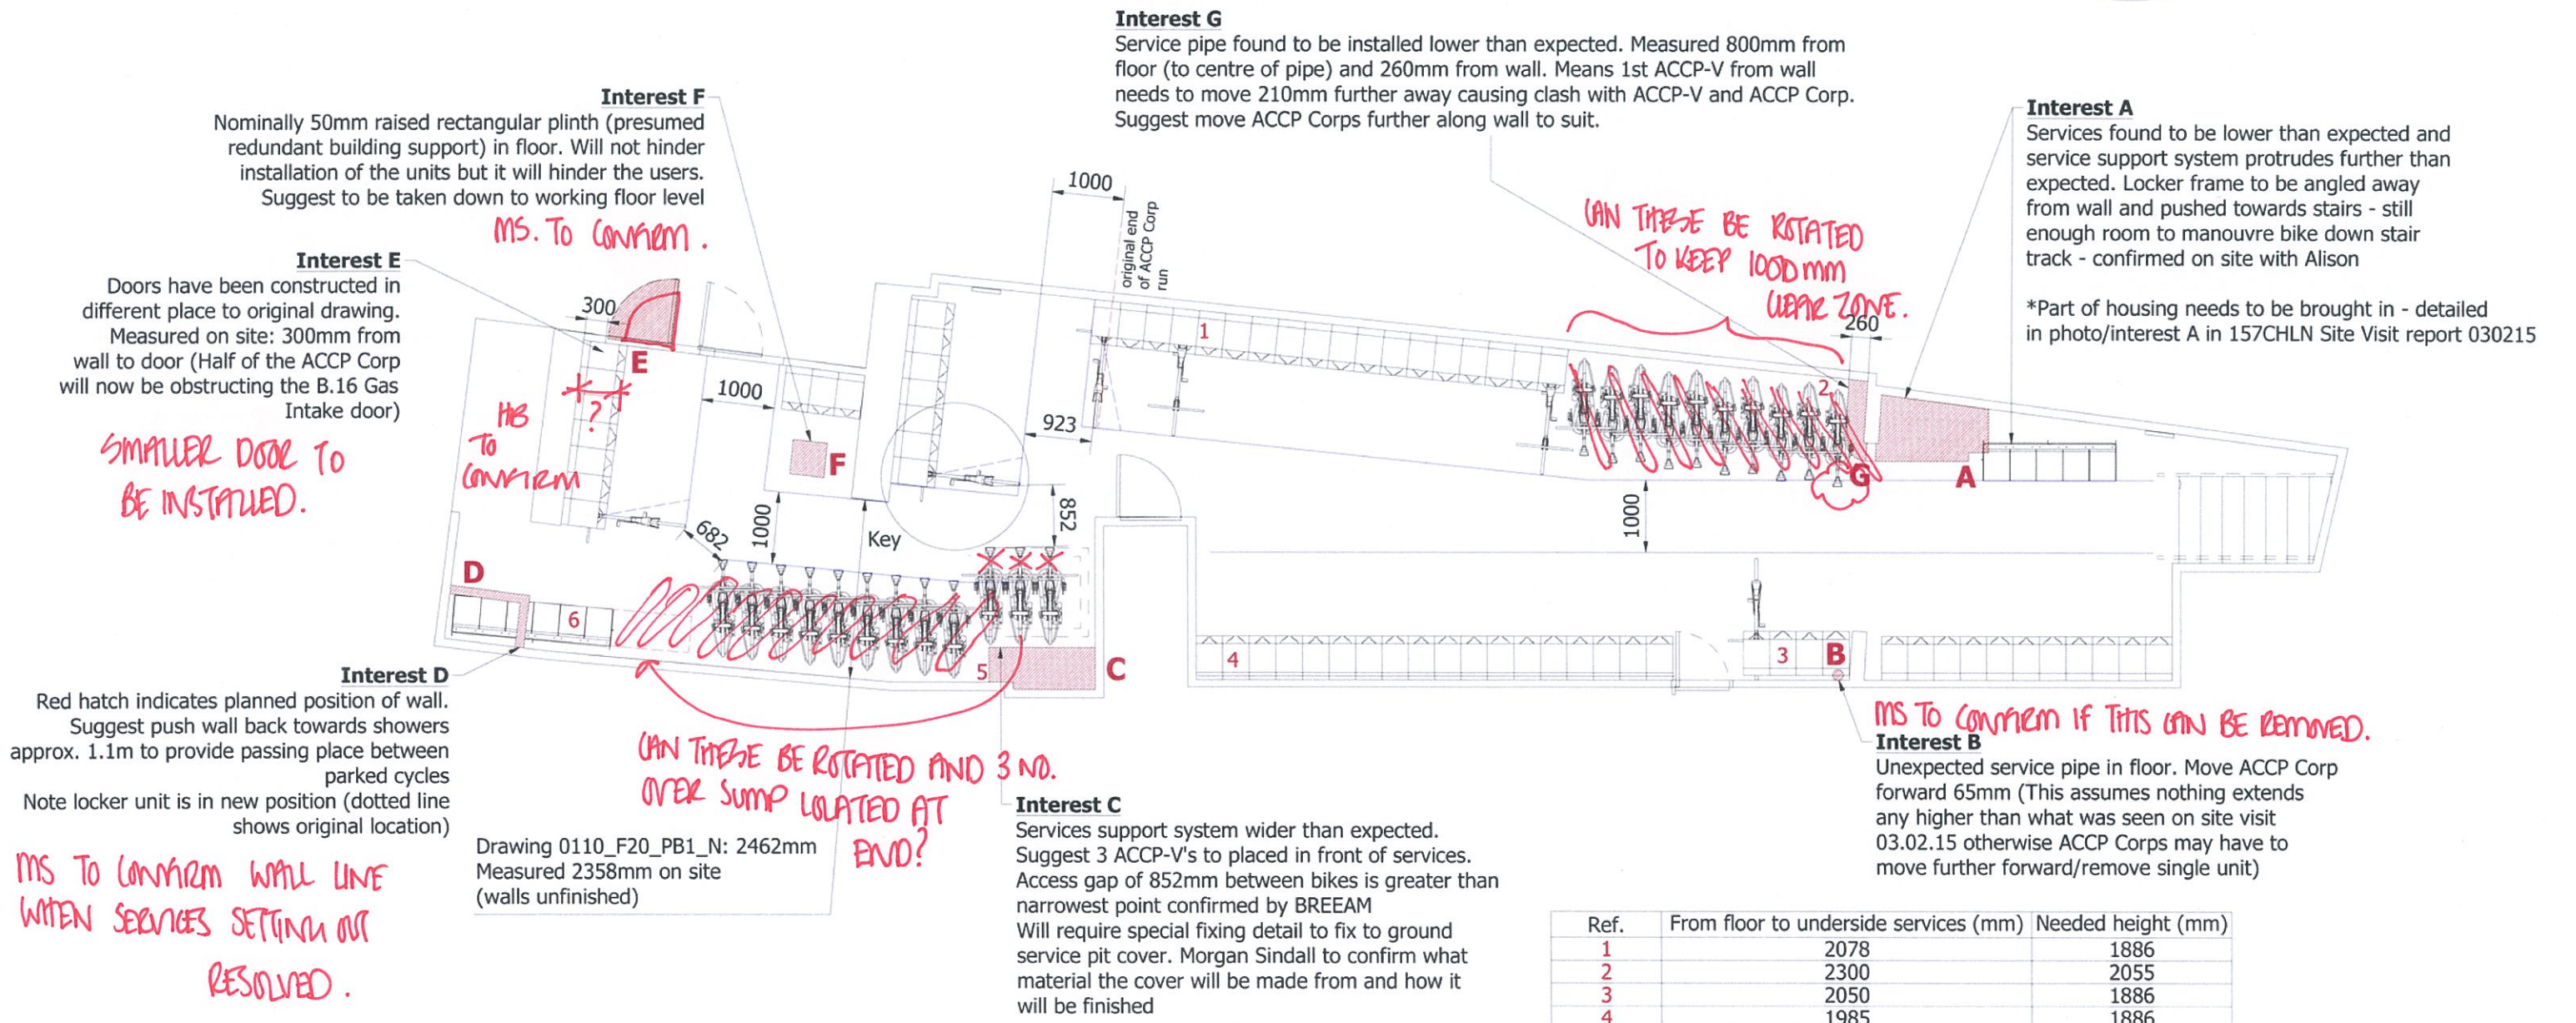 Interest G
Service pipe found to be installed lower than expected. Measured 800mm from
floor (to centre of pipe) and 260mm from wall. Means 1st ACCP-V from wall
needs to move 210mm further away causing clash with ACCP-V and ACCP Corp.
Suggest move ACCP Corps further along wall to suit.
Interest F
Nominally 50mm raised rectangular plinth (presumed
redundant building support) in floor. Will not hinder
installation of the units but it will hinder the users.
Suggest to be taken down to working floor level
MS. TO CONFIRM.
Interest A
Services found to be lower than expected and
service support system protrudes further than
expected. Locker frame to be angled away
from wall and pushed towards stairs - still
enough room to manouvre bike down stair
track - confirmed on site with Alison
*Part of housing needs to be brought in - detailed
in photo/interest A in 157CHLN Site Visit report 030215
Interest E
Doors have been constructed in
different place to original drawing.
Measured on site: 300mm from
wall to door (Half of the ACCP Corp
will now be obstructing the B.16 Gas
Intake door)
SMALLER DOOR TO
BE INSTALLED.
HB
TO
CONFIRM
?
300
E
1000
F
1000
original end
of ACCP Corp
run
923
852
682
1000
Key
CAN THESE BE ROTATED
TO KEEP 1000mm
CLEAR ZONE.
260
1
2
G
A
1000
D
6
5
C
4
3
B
Interest D
Red hatch indicates planned position of wall.
Suggest push wall back towards showers
approx. 1.1m to provide passing place between
parked cycles
Note locker unit is in new position (dotted line
shows original location)
MS TO CONFIRM WALL LINE
WHEN SERVICES SETTING OUT
RESOLVED.
CAN THESE BE ROTATED AND 3 NO.
OVER SUMP LOCATED AT
END?
Drawing 0110_F20_PB1_N: 2462mm
Measured 2358mm on site
(walls unfinished)
Interest C
Services support system wider than expected.
Suggest 3 ACCP-V's to placed in front of services.
Access gap of 852mm between bikes is greater than
narrowest point confirmed by BREEAM
Will require special fixing detail to fix to ground
service pit cover. Morgan Sindall to confirm what
material the cover will be made from and how it
will be finished
MS TO CONFIRM IF THIS CAN BE REMOVED.
Interest B
Unexpected service pipe in floor. Move ACCP Corp
forward 65mm (This assumes nothing extends
any higher than what was seen on site visit
03.02.15 otherwise ACCP Corps may have to
move further forward/remove single unit)
Ref. From floor to underside services (mm) Needed height (mm)
1 2078 1886
2 2300 2055
3 2050 1886
4 1985 1886